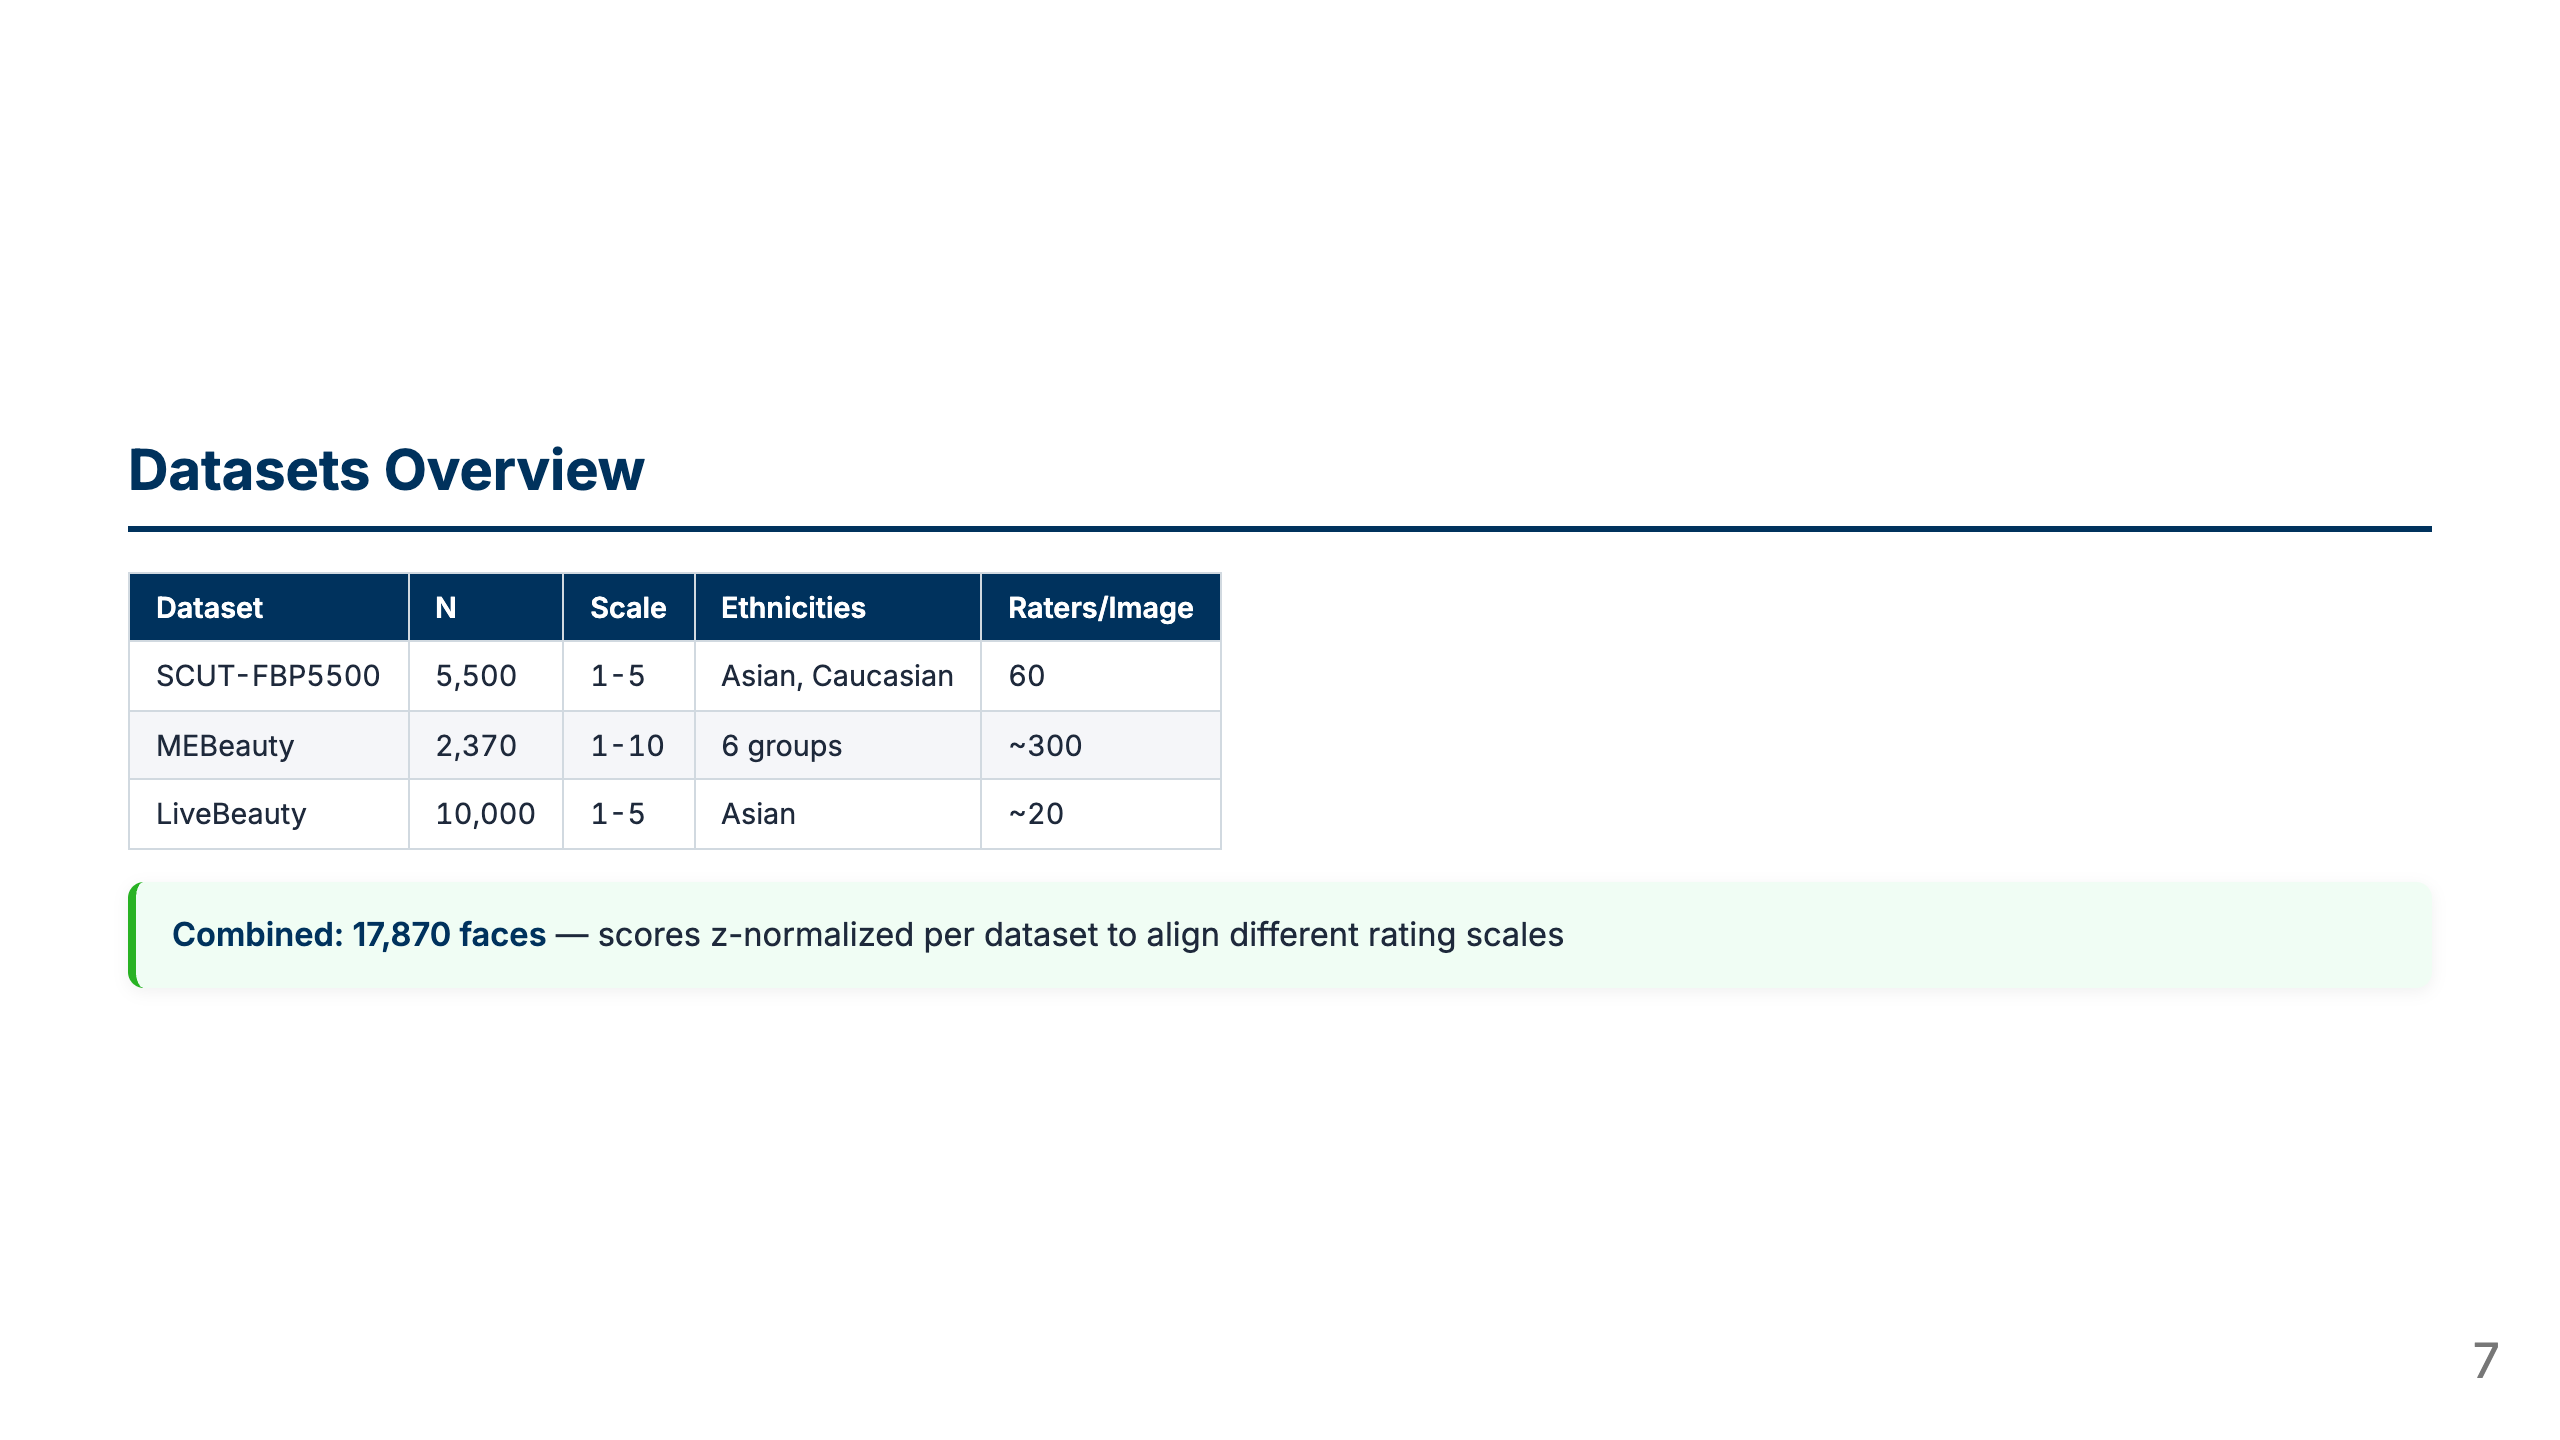 Datasets Overview
Dataset N Scale Ethnicities Raters/Image
SCUT-FBP5500 5,500 1-5 Asian, Caucasian 60
MEBeauty 2,370 1-10 6 groups ~300
LiveBeauty 10,000 1-5 Asian ~20
Combined: 17,870 faces — scores z-normalized per dataset to align different rating scales
7